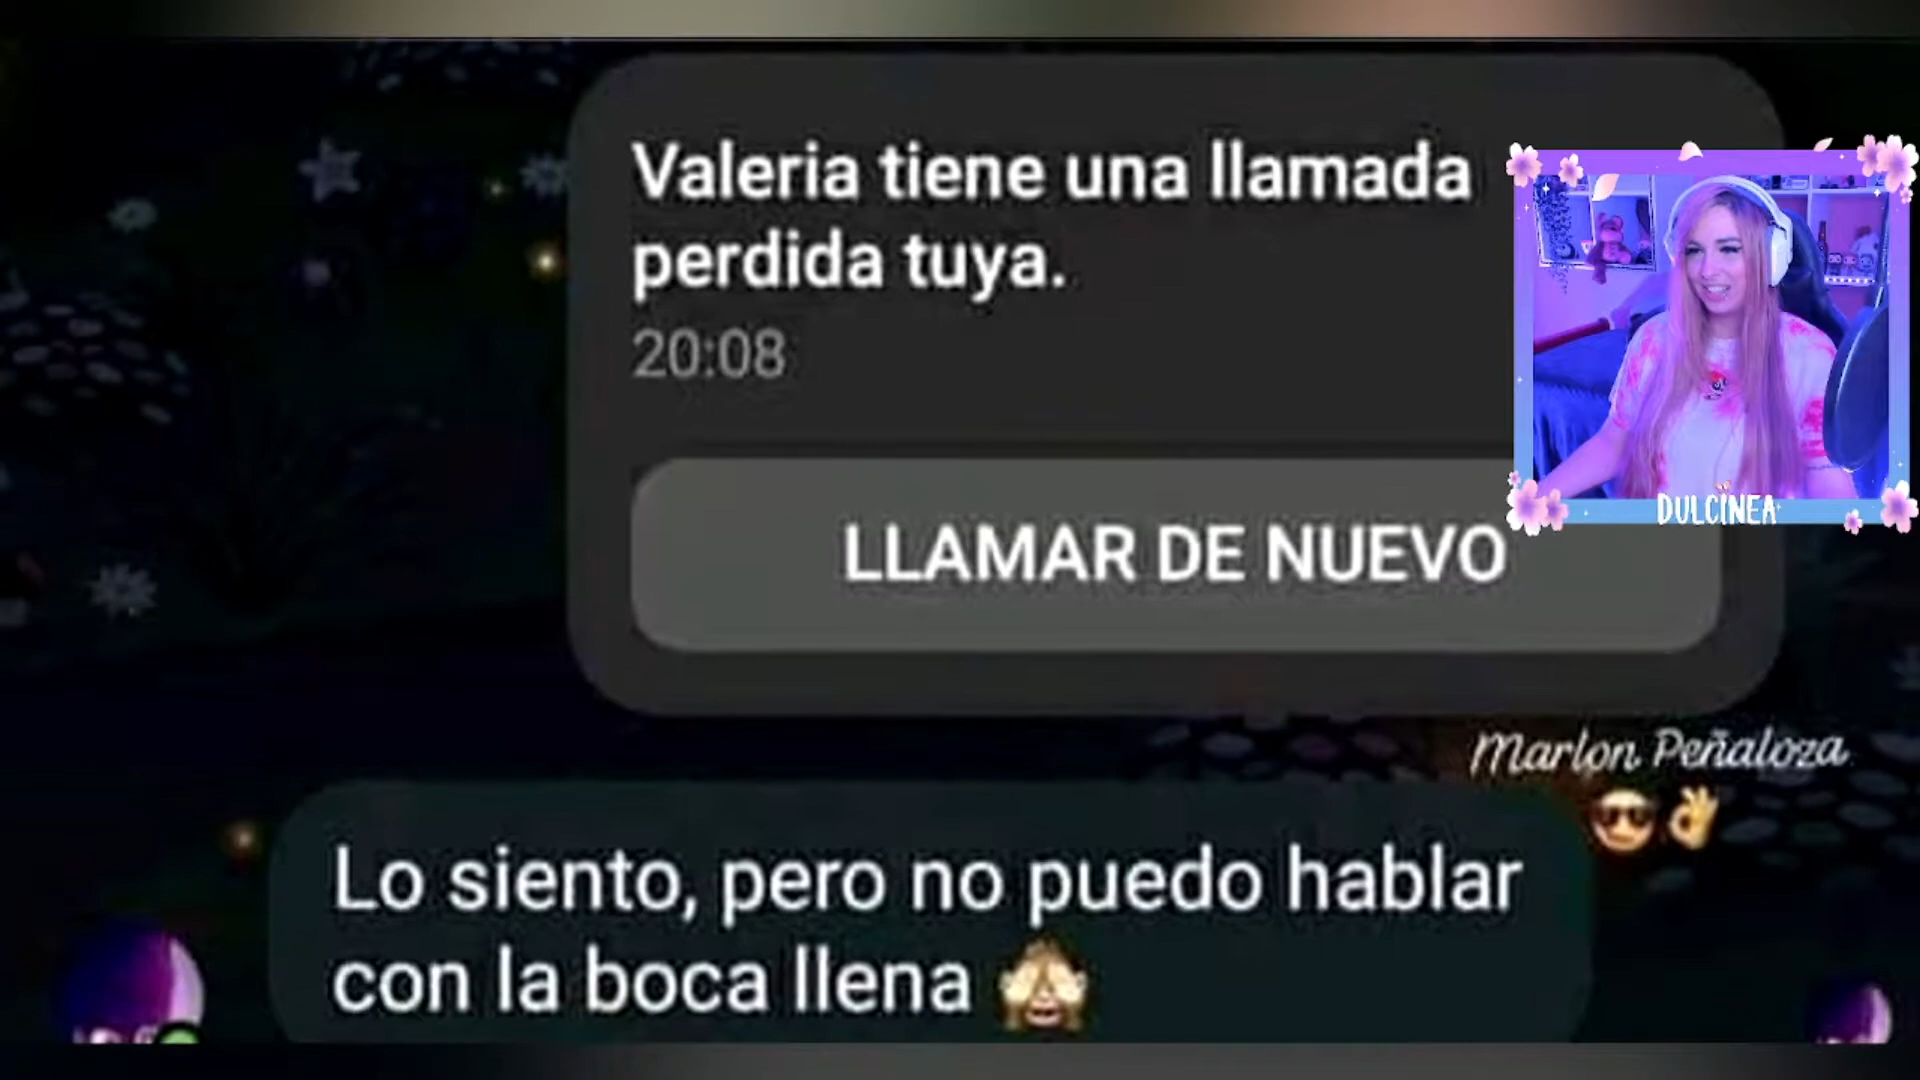 Valeria tiene una llamada
perdida tuya.
20:08
LLAMAR DE NUEVO
DULCINEA
Marlon Peñaloza
😎👌
Lo siento, pero no puedo hablar
con la boca llena 🙈